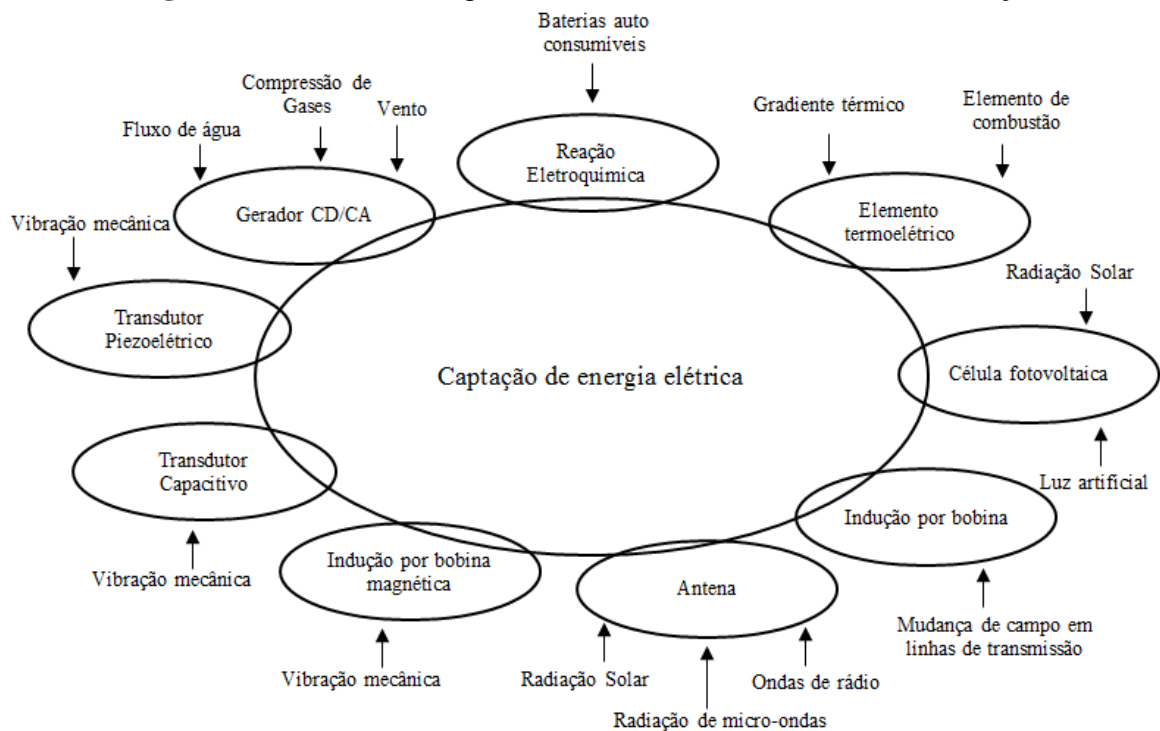 Baterias auto
consumiveis
Compressão de
Gases
Vento
Fluxo de água
Gradiente térmico
Elemento de
combustão
Reação
Eletroquimica
Gerador CD/CA
Elemento
termoelétrico
Vibração mecânica
Radiação Solar
Transdutor
Piezoelétrico
Captação de energia elétrica
Célula fotovoltaica
Transdutor
Capacitivo
Luz artificial
Indução por bobina
Vibração mecânica
Indução por bobina
magnética
Antena
Mudança de campo em
linhas de transmissão
Vibração mecânica
Radiação Solar
Ondas de rádio
Radiação de micro-ondas